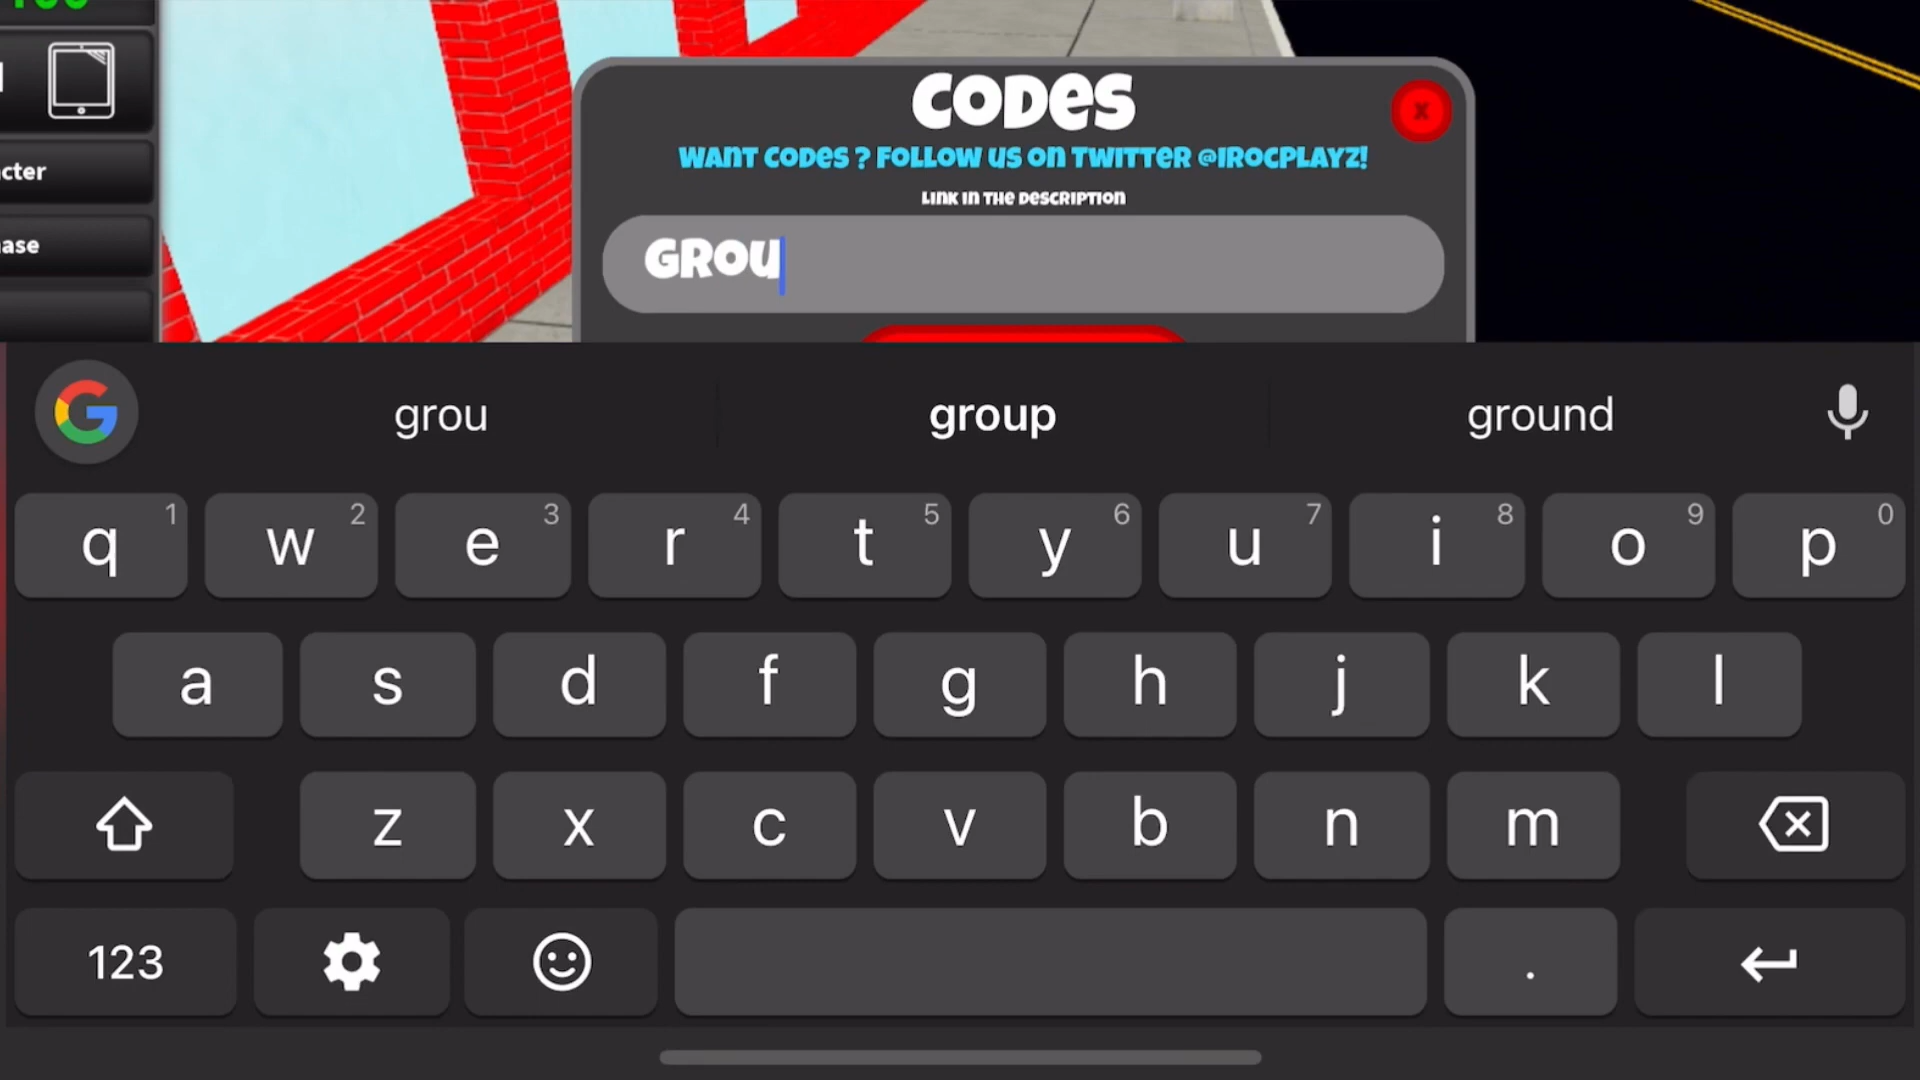 cter
ase
Codes
WANT CODES ? FOLLOW US ON TWITTER @IROCPLAYZ!
LINK IN THE DESCRIPTION
GROU
grou group ground
q 1 w 2 e 3 r 4 t 5 y 6 u 7 i 8 o 9 p 0
a s d f g h j k l
z x c v b n m
123 .